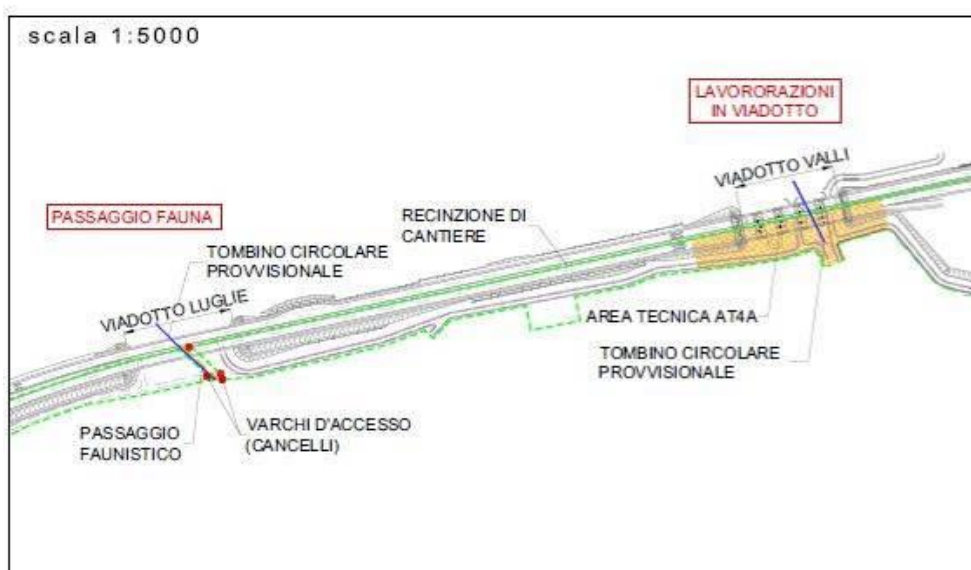 scala 1:5000
LAVORORAZIONI
IN VIADOTTO
VIADOTTO VALLI
PASSAGGIO FAUNA
RECINZIONE DI
CANTIERE
TOMBINO CIRCOLARE
PROVVISIONALE
VIADOTTO LUGLIE
AREA TECNICA AT4A
TOMBINO CIRCOLARE
PROVVISIONALE
PASSAGGIO
FAUNISTICO
VARCHI D'ACCESSO
(CANCELLI)